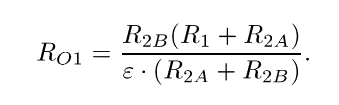 R_{O1} = \frac{R_{2B}(R_1 + R_{2A})}{\varepsilon \cdot (R_{2A} + R_{2B})}.